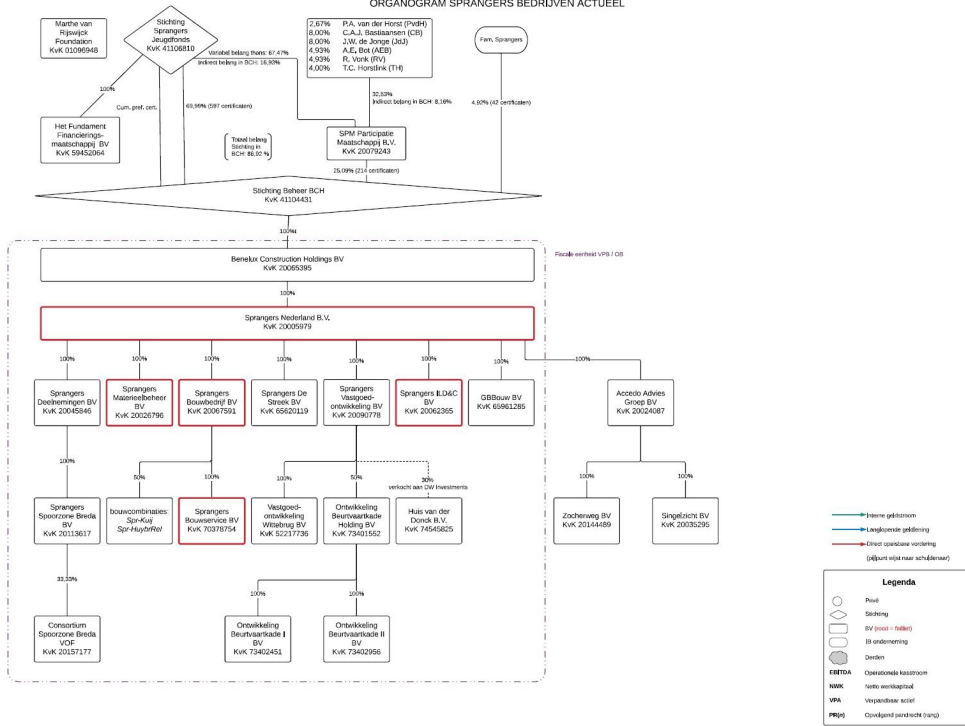 ORGANOGRAM SPRANGERS BEDRIJVEN ACTUEEL
Marthe van
Rijswijck
Foundation
KvK 01096948
Stichting
Sprangers
Jeugdfonds
KvK 41106810
2,67% P.A. van der Horst (PvdH)
8,00% C.A.J. Bastiaansen (CB)
8,00% J.W. de Jonge (JdJ)
4,93% A.E. Bot (AEB)
4,93% R. Vonk (RV)
4,00% T.C. Horstink (TH)
Fam. Sprangers
Variabel belang thans: 67,47%
Indirect belang in BCH: 16,93%
100%
Cum. pref. cert.
69,99% (597 certificaten)
32,53%
Indirect belang in BCH: 8,16%
4,92% (42 certificaten)
Het Fundament
Financierings-
maatschappij BV
KvK 59452064
Totaal belang
Stichting in
BCH: 86,92 %
SPM Participatie
Maatschappij B.V.
KvK 20079243
25,09% (214 certificaten)
Stichting Beheer BCH
KvK 41104431
100%
Benelux Construction Holdings BV
KvK 20065395
Fiscale eenheid VPB / OB
100%
Sprangers Nederland B.V.
KvK 20005979
100%
100%
100%
100%
100%
100%
100%
100%
Sprangers
Deelnemingen BV
KvK 20045846
Sprangers
Materieelbeheer
BV
KvK 20026796
Sprangers
Bouwbedrijf BV
KvK 20067591
Sprangers De
Streek BV
KvK 65620119
Sprangers
Vastgoed-
ontwikkeling BV
KvK 20090778
Sprangers ILD&C
BV
KvK 20062365
GBBouw BV
KvK 65961285
Accedo Advies
Groep BV
KvK 20024087
100%
50%
100%
100%
50%
30%
verkocht aan DW Investments
100%
100%
Sprangers
Spoorzone Breda
BV
KvK 20113617
bouwcombinaties:
Spr-Kuij
Spr-HuybrRel
Sprangers
Bouwservice BV
KvK 70378754
Vastgoed-
ontwikkeling
Wittebrug BV
KvK 52217736
Ontwikkeling
Beurtvaartkade
Holding BV
KvK 73401552
Huis van der
Donck B.V.
KvK 74545825
Zocherweg BV
KvK 20144489
Singelzicht BV
KvK 20035295
33,33%
100%
100%
Consortium
Spoorzone Breda
VOF
KvK 20157177
Ontwikkeling
Beurtvaartkade I
BV
KvK 73402451
Ontwikkeling
Beurtvaartkade II
BV
KvK 73402956
Interne geldstroom
Langlopende geldlening
Direct opeisbare vordering
(pijlpunt wijst naar schuldenaar)
Legenda
Privé
Stichting
BV (rood = failliet)
IB onderneming
Derden
EBITDA Operationele kasstroom
NWK Netto werkkapitaal
VPA Verpandbaar actief
PR(n) Opvolgend pandrecht (rang)